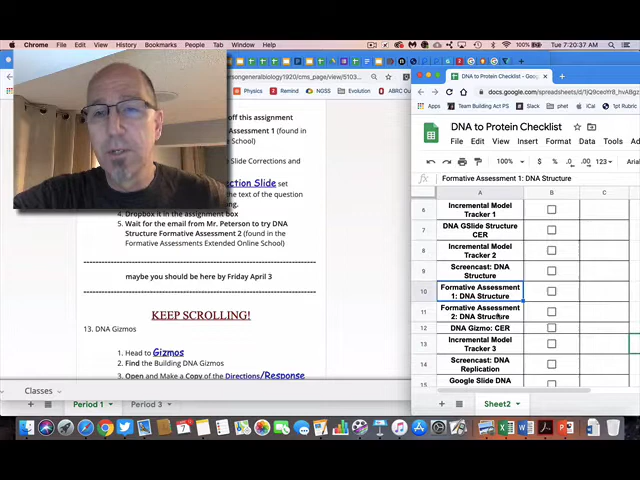 Chrome File Edit View History Bookmarks People Tab Window Help
100% Tue 7:20:37 AM
DNA to Protein Checklist - Goog
docs.google.com/spreadsheets/d/
Apps Team Building Act PS Physics
Physics Remind NGSS ABRC Ou
DNA to Protein Checklist
File Edit View Insert Format Data
100% $ % .0 .00 123
fx Formative Assessment 1: DNA Structure
A B C
6 Incremental Model
Tracker 1
7 DNA GSlide Structure
CER
8 Incremental Model
Tracker 2
9 Screencast: DNA
Structure
10 Formative Assessment
1: DNA Structure
11 Formative Assessment
2: DNA Structure
12 DNA Gizmo: CER
13 Incremental Model
Tracker 3
14 Screencast: DNA
Replication
15 Google Slide DNA
Sheet2
off this assignment
Assessment 1 (found in
School)
Slide Corrections and
ction Slide set
the text of the question
4. Dropbox it in the assignment box
5. Wait for the email from Mr. Peterson to try DNA
Structure Formative Assessment 2 (found in the
Formative Assessments Extended Online School)
maybe you should be here by Friday April 3
KEEP SCROLLING!
13. DNA Gizmos
1. Head to Gizmos
2. Find the Building DNA Gizmos
3. Open and Make a Copy of the Directions/Response
Classes
Period 1 Period 3